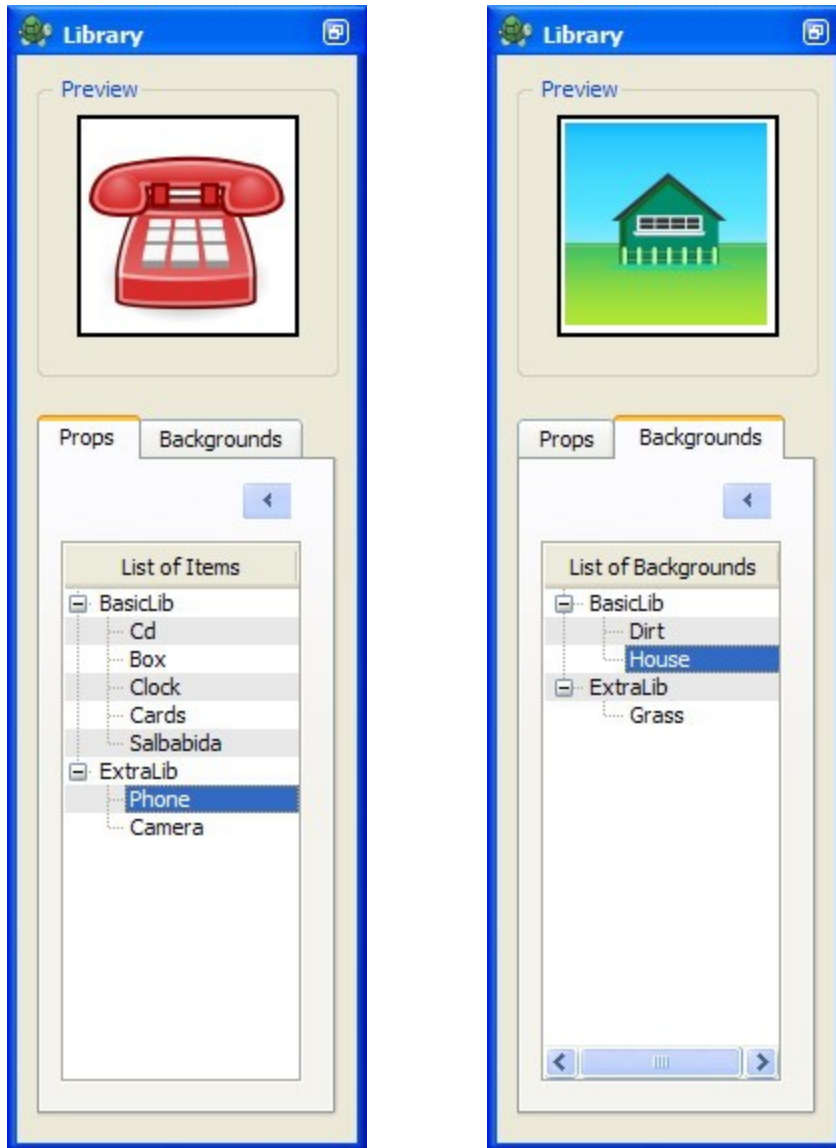 Library
Preview
Props Backgrounds
List of Items
BasicLib
Cd
Box
Clock
Cards
Salbabida
ExtraLib
Phone
Camera
Library
Preview
Props Backgrounds
List of Backgrounds
BasicLib
Dirt
House
ExtraLib
Grass